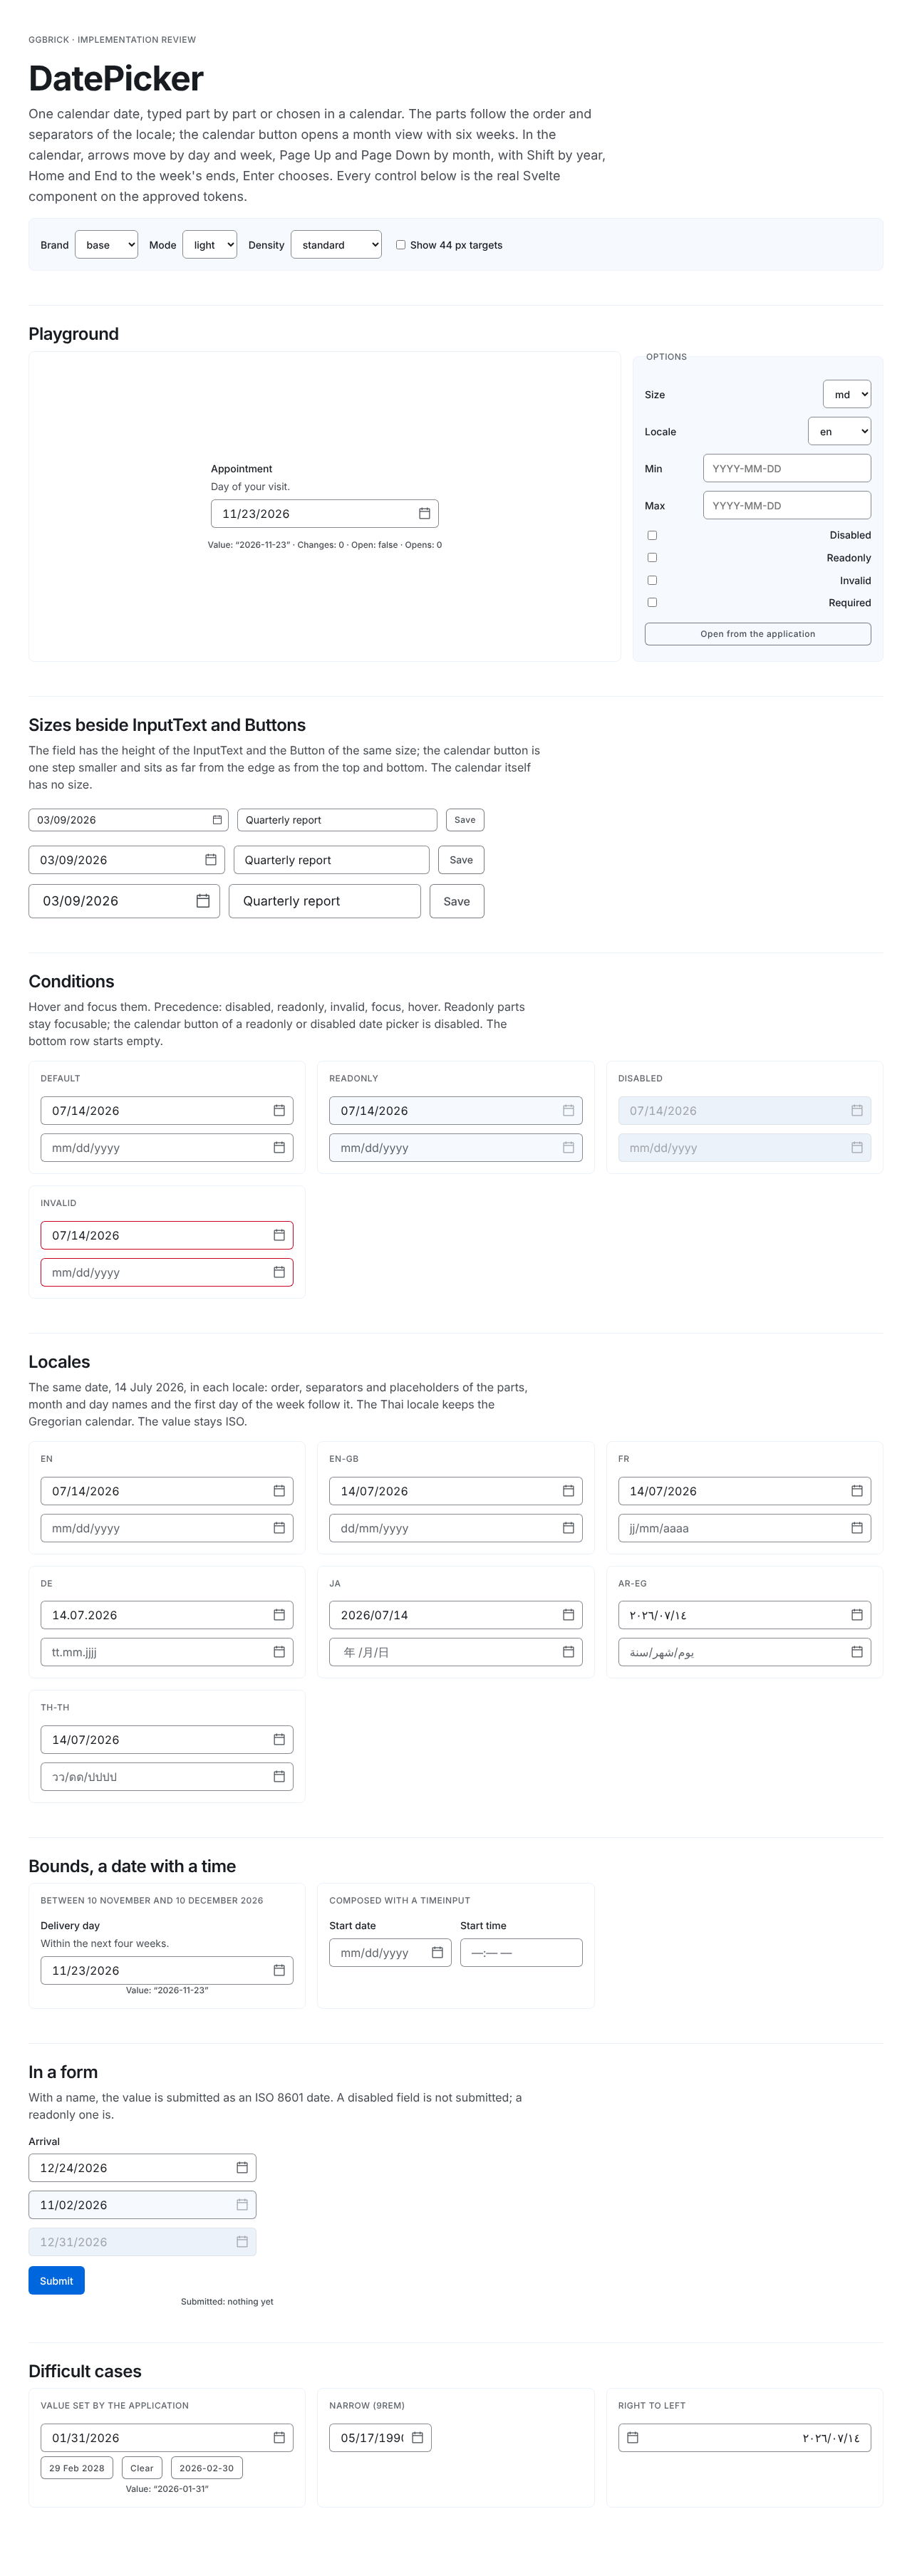 GGBRICK · IMPLEMENTATION REVIEW
DatePicker
One calendar date, typed part by part or chosen in a calendar. The parts follow the order and
separators of the locale; the calendar button opens a month view with six weeks. In the
calendar, arrows move by day and week, Page Up and Page Down by month, with Shift by year,
Home and End to the week's ends, Enter chooses. Every control below is the real Svelte
component on the approved tokens.
Brand base Mode light Density standard Show 44 px targets
Playground
Appointment
Day of your visit.
11/23/2026
Value: “2026-11-23” · Changes: 0 · Open: false · Opens: 0
OPTIONS
Size md
Locale en
Min YYYY-MM-DD
Max YYYY-MM-DD
Disabled
Readonly
Invalid
Required
Open from the application
Sizes beside InputText and Buttons
The field has the height of the InputText and the Button of the same size; the calendar button is
one step smaller and sits as far from the edge as from the top and bottom. The calendar itself
has no size.
03/09/2026 Quarterly report Save
03/09/2026 Quarterly report Save
03/09/2026 Quarterly report Save
Conditions
Hover and focus them. Precedence: disabled, readonly, invalid, focus, hover. Readonly parts
stay focusable; the calendar button of a readonly or disabled date picker is disabled. The
bottom row starts empty.
DEFAULT
07/14/2026
mm/dd/yyyy
READONLY
07/14/2026
mm/dd/yyyy
DISABLED
07/14/2026
mm/dd/yyyy
INVALID
07/14/2026
mm/dd/yyyy
Locales
The same date, 14 July 2026, in each locale: order, separators and placeholders of the parts,
month and day names and the first day of the week follow it. The Thai locale keeps the
Gregorian calendar. The value stays ISO.
EN
07/14/2026
mm/dd/yyyy
EN-GB
14/07/2026
dd/mm/yyyy
FR
14/07/2026
jj/mm/aaaa
DE
14.07.2026
tt.mm.jjjj
JA
2026/07/14
年 /月/日
AR-EG
١٤/٠٧/٢٠٢٦
يوم/شهر/سنة
TH-TH
14/07/2026
วว/ดด/ปปปป
Bounds, a date with a time
BETWEEN 10 NOVEMBER AND 10 DECEMBER 2026
Delivery day
Within the next four weeks.
11/23/2026
Value: “2026-11-23”
COMPOSED WITH A TIMEINPUT
Start date Start time
mm/dd/yyyy —:— —
In a form
With a name, the value is submitted as an ISO 8601 date. A disabled field is not submitted; a
readonly one is.
Arrival
12/24/2026
11/02/2026
12/31/2026
Submit
Submitted: nothing yet
Difficult cases
VALUE SET BY THE APPLICATION
01/31/2026
29 Feb 2028 Clear 2026-02-30
Value: “2026-01-31”
NARROW (9REM)
05/17/1990
RIGHT TO LEFT
١٤/٠٧/٢٠٢٦